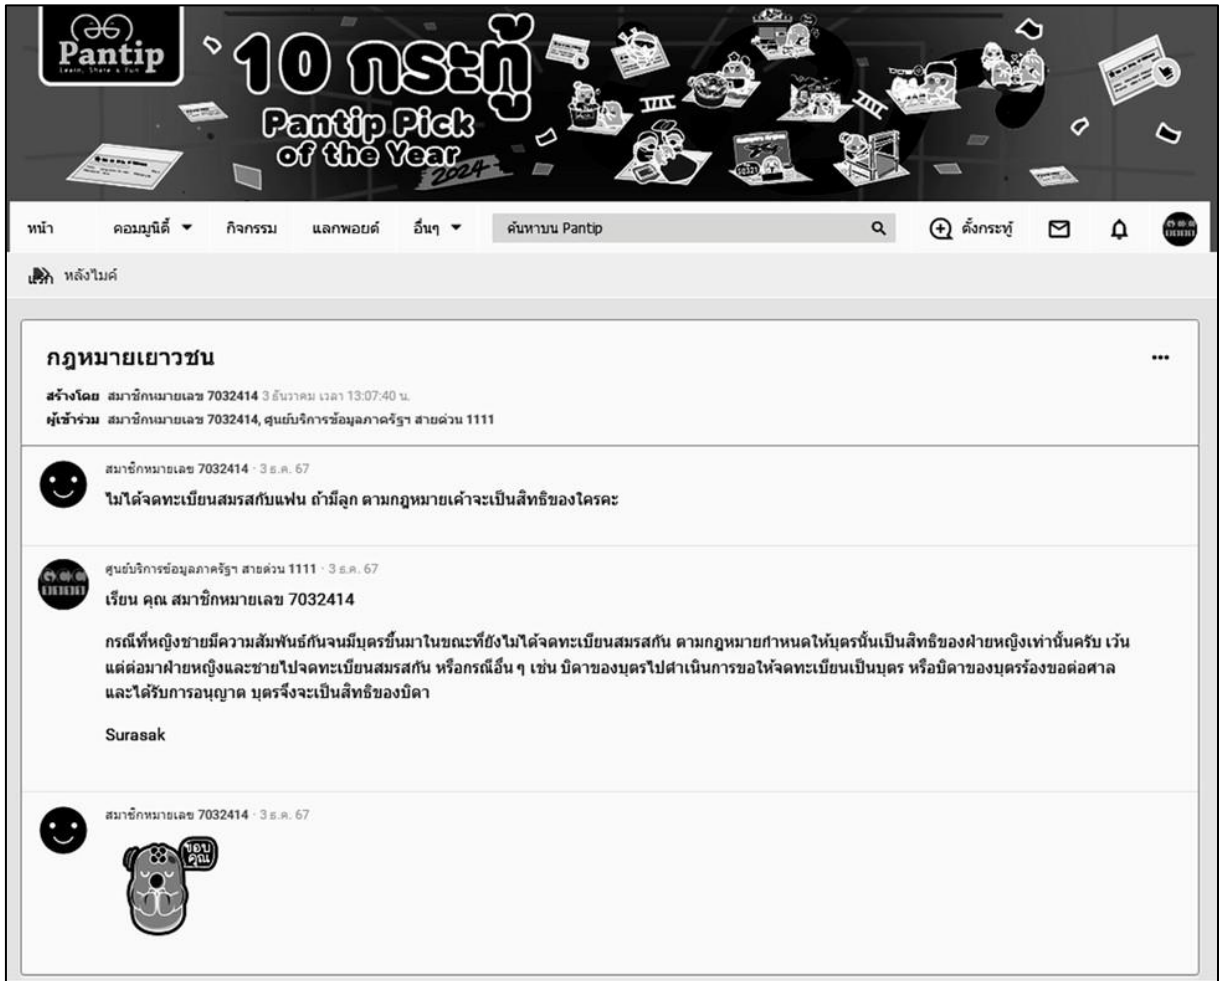 Pantip
Learn, Share & Fun
10 กระทู้
Pantip Pick
of the Year
2024
หน้า คอมมูนิตี้ กิจกรรม แลกพอยต์ อื่นๆ ค้นหาบน Pantip ตั้งกระทู้
หลังไมค์
กฎหมายเยาวชน
สร้างโดย สมาชิกหมายเลข 7032414 3 ธันวาคม เวลา 13:07:40 น.
ผู้เข้าร่วม สมาชิกหมายเลข 7032414, ศูนย์บริการข้อมูลภาครัฐฯ สายด่วน 1111
สมาชิกหมายเลข 7032414 · 3 ธ.ค. 67
ไม่ได้จดทะเบียนสมรสกับแฟน ถ้ามีลูก ตามกฎหมายเค้าจะเป็นสิทธิของใครคะ
ศูนย์บริการข้อมูลภาครัฐฯ สายด่วน 1111 · 3 ธ.ค. 67
เรียน คุณ สมาชิกหมายเลข 7032414
กรณีที่หญิงชายมีความสัมพันธ์กันจนมีบุตรขึ้นมาในขณะที่ยังไม่ได้จดทะเบียนสมรสกัน ตามกฎหมายกำหนดให้บุตรนั้นเป็นสิทธิของฝ่ายหญิงเท่านั้นครับ เว้น
แต่ต่อมาฝ่ายหญิงและชายไปจดทะเบียนสมรสกัน หรือกรณีอื่น ๆ เช่น บิดาของบุตรไปดำเนินการขอให้จดทะเบียนเป็นบุตร หรือบิดาของบุตรร้องขอต่อศาล
และได้รับการอนุญาต บุตรจึงจะเป็นสิทธิของบิดา
Surasak
สมาชิกหมายเลข 7032414 · 3 ธ.ค. 67
ขอบ
คุณ